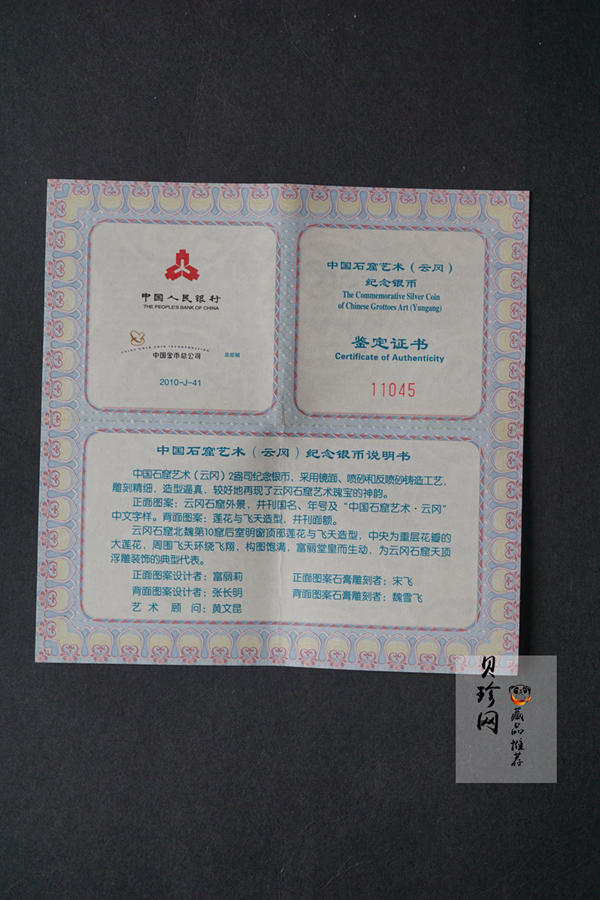 中国人民银行
THE PEOPLE'S BANK OF CHINA
CHINA GOLD COIN INCORPORATION
中国金币总公司
2010-J-41
中国石窟艺术（云冈）
纪念银币
The Commemorative Silver Coin
of Chinese Grottoes Art (Yungang)
鉴定证书
Certificate of Authenticity
11045
中国石窟艺术（云冈）纪念银币说明书
中国石窟艺术（云冈）2盎司纪念银币，采用镜面、喷砂和反喷砂铸造工艺，
雕刻精细，造型逼真，较好地再现了云冈石窟艺术瑰宝的神韵。
正面图案：云冈石窟外景，并刊国名、年号及“中国石窟艺术·云冈”
中文字样。背面图案：莲花与飞天造型，并刊面额。
云冈石窟北魏第10窟后室明窗顶部莲花与飞天造型，中央为重层花瓣的
大莲花，周围飞天环绕飞翔，构图饱满，富丽堂皇而生动，为云冈石窟天顶
浮雕装饰的典型代表。
正面图案设计者：富丽莉
正面图案石膏雕刻者：宋飞
背面图案设计者：张长明
背面图案石膏雕刻者：魏雪飞
艺术顾问：黄文昆
贝珍网
藏品推荐